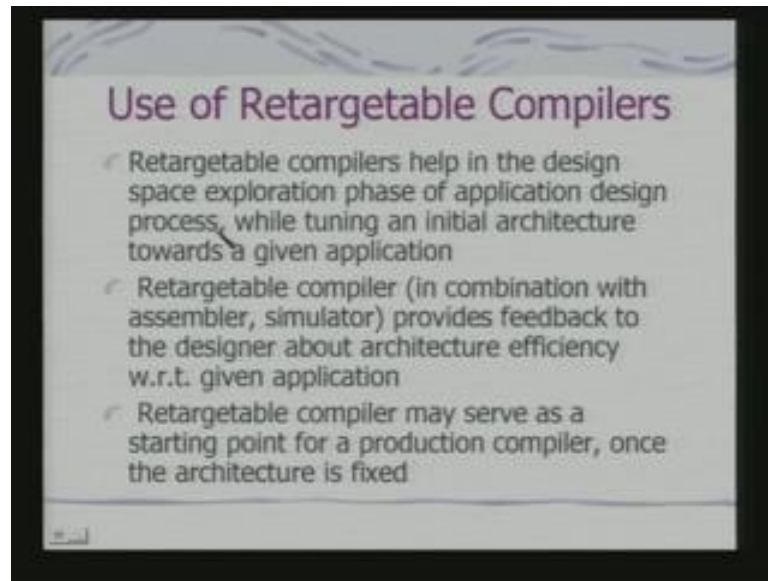 Use of Retargetable Compilers
Retargetable compilers help in the design
space exploration phase of application design
process, while tuning an initial architecture
towards a given application
Retargetable compiler (in combination with
assembler, simulator) provides feedback to
the designer about architecture efficiency
w.r.t. given application
Retargetable compiler may serve as a
starting point for a production compiler, once
the architecture is fixed